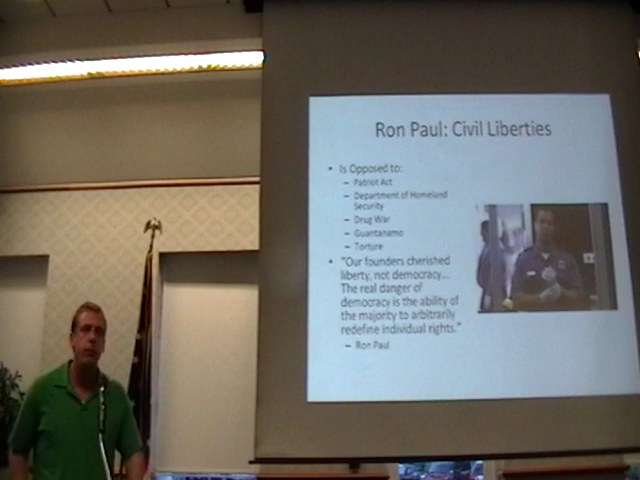 Ron Paul: Civil Liberties
• Is Opposed to:
– Patriot Act
– Department of Homeland
Security
– Drug War
– Guantanamo
– Torture
• "Our founders cherished
liberty, not democracy...
The real danger of
democracy is the ability of
the majority to arbitrarily
redefine individual rights."
– Ron Paul